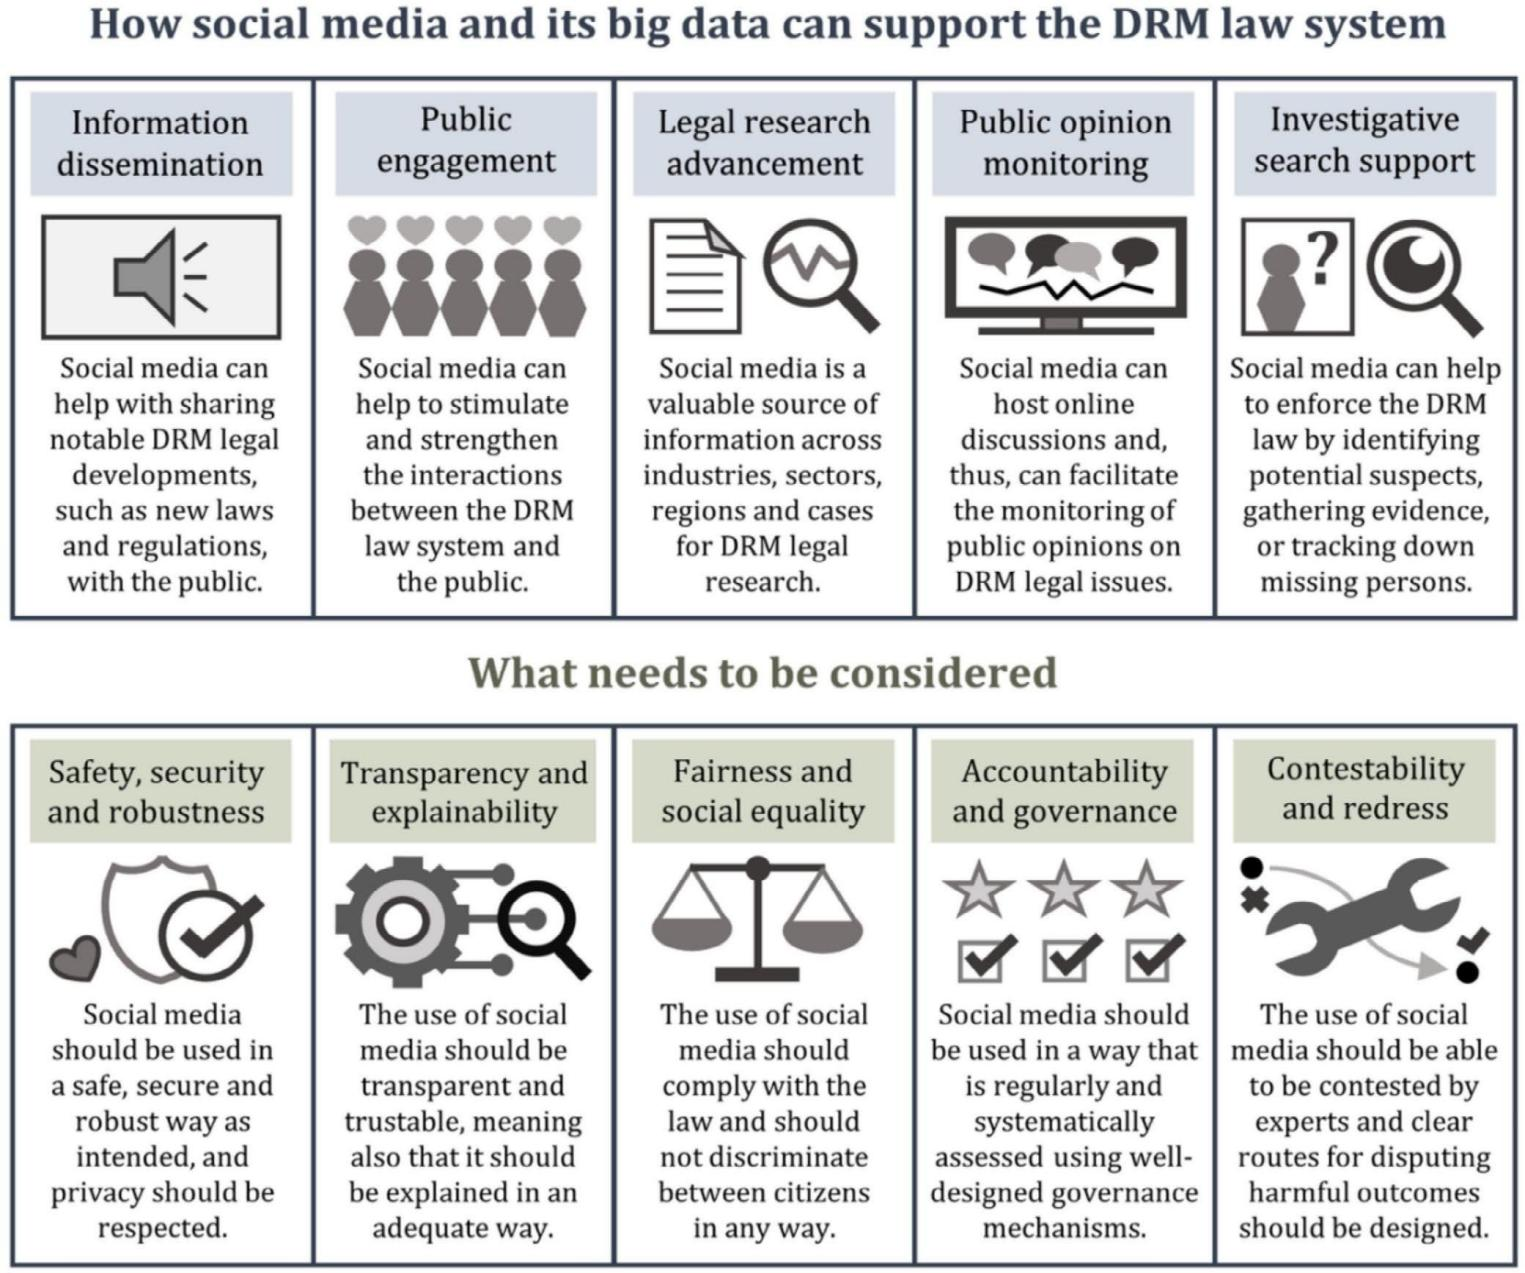 How social media and its big data can support the DRM law system
Information
dissemination
Social media can
help with sharing
notable DRM legal
developments,
such as new laws
and regulations,
with the public.
Public
engagement
Social media can
help to stimulate
and strengthen
the interactions
between the DRM
law system and
the public.
Legal research
advancement
Social media is a
valuable source of
information across
industries, sectors,
regions and cases
for DRM legal
research.
Public opinion
monitoring
Social media can
host online
discussions and,
thus, can facilitate
the monitoring of
public opinions on
DRM legal issues.
Investigative
search support
?
Social media can help
to enforce the DRM
law by identifying
potential suspects,
gathering evidence,
or tracking down
missing persons.
What needs to be considered
Safety, security
and robustness
Social media
should be used in
a safe, secure and
robust way as
intended, and
privacy should be
respected.
Transparency and
explainability
The use of social
media should be
transparent and
trustable, meaning
also that it should
be explained in an
adequate way.
Fairness and
social equality
The use of social
media should
comply with the
law and should
not discriminate
between citizens
in any way.
Accountability
and governance
Social media should
be used in a way that
is regularly and
systematically
assessed using well-
designed governance
mechanisms.
Contestability
and redress
The use of social
media should be able
to be contested by
experts and clear
routes for disputing
harmful outcomes
should be designed.